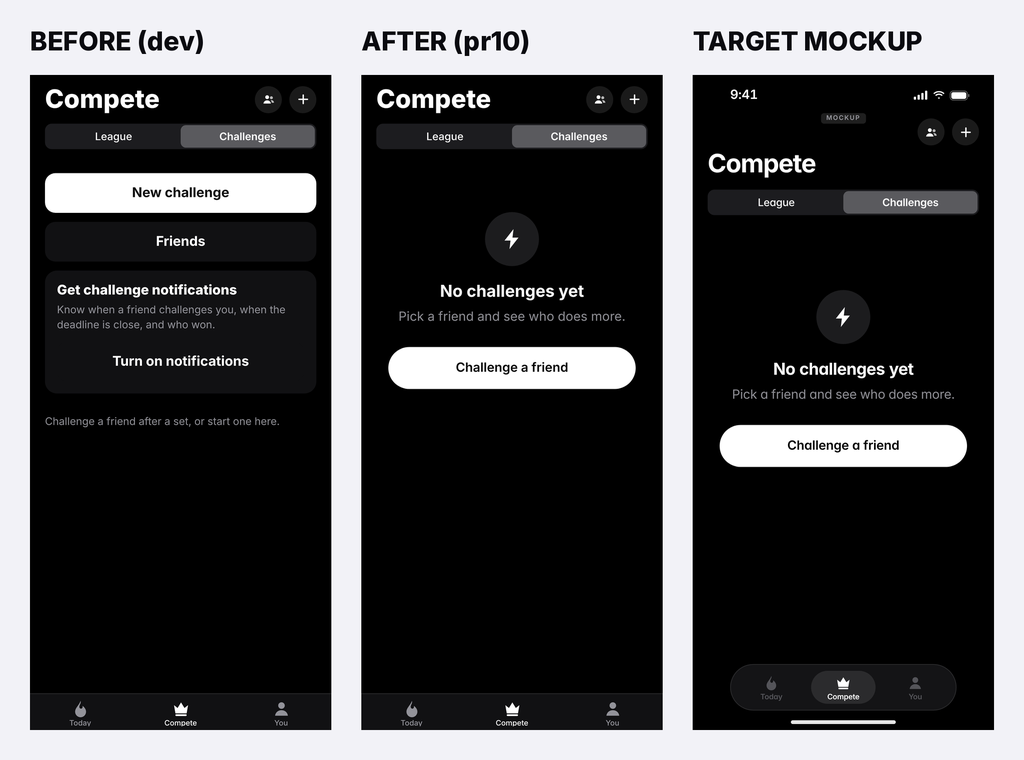 BEFORE (dev)
Compete
League
Challenges
New challenge
Friends
Get challenge notifications
Know when a friend challenges you, when the
deadline is close, and who won.
Turn on notifications
Challenge a friend after a set, or start one here.
Today
Compete
You
AFTER (pr10)
Compete
League
Challenges
No challenges yet
Pick a friend and see who does more.
Challenge a friend
Today
Compete
You
TARGET MOCKUP
9:41
MOCKUP
Compete
League
Challenges
No challenges yet
Pick a friend and see who does more.
Challenge a friend
Today
Compete
You